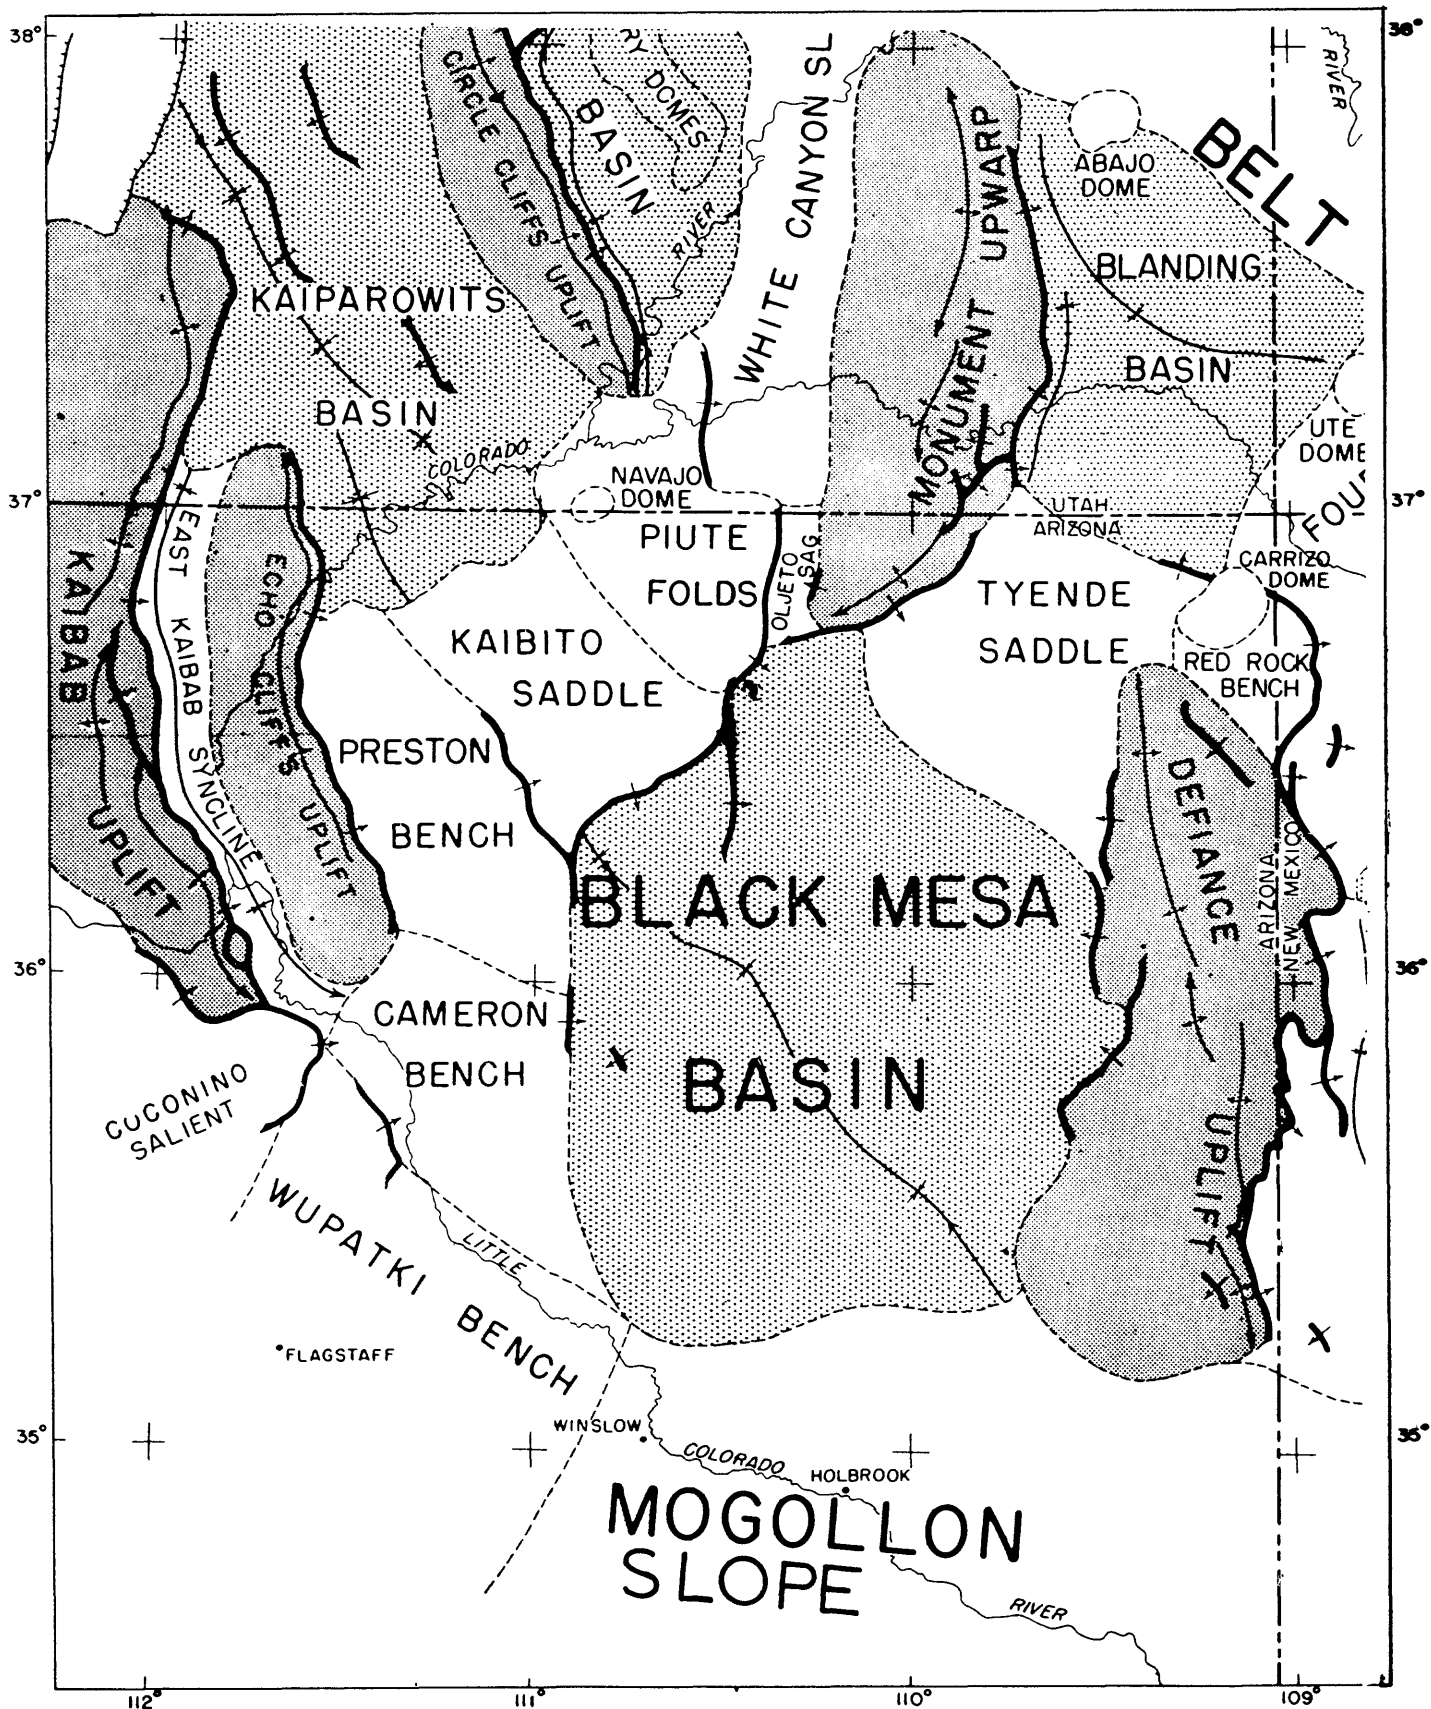 38°
36°
RY
DOMES
CIRCLE CLIFFS UPLIFT
BASIN
RIVER
WHITE CANYON SL
MONUMENT UPWARP
ABAJO
DOME
BELT
RIVER
BLANDING
BASIN
KAIPAROWITS
BASIN
COLORADO
UTE
DOME
FOU
37°
37°
NAVAJO
DOME
PIUTE
FOLDS
OLJETO
SAG
UTAH
ARIZONA
CARRIZO
DOME
TYENDE
SADDLE
RED ROCK
BENCH
KAIBAB
UPLIFT
EAST KAIBAB SYNCLINE
ECHO
CLIFFS
UPLIFT
KAIBITO
SADDLE
PRESTON
BENCH
DEFIANCE
UPLIFT
ARIZONA
NEW MEXICO
BLACK MESA
BASIN
36°
36°
CAMERON
BENCH
CUCONINO
SALIENT
WUPATKI BENCH
LITTLE
FLAGSTAFF
WINSLOW
COLORADO
HOLBROOK
35°
35°
MOGOLLON
SLOPE
RIVER
112°
111°
110°
109°